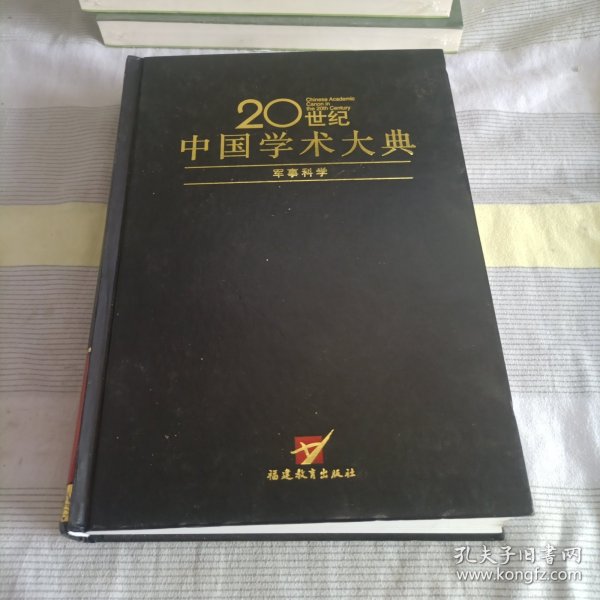 20世纪
Chinese Academic
Canon in
the 20th Century
中国学术大典
军事科学
福建教育出版社
孔夫子旧书网
www.kongfz.com